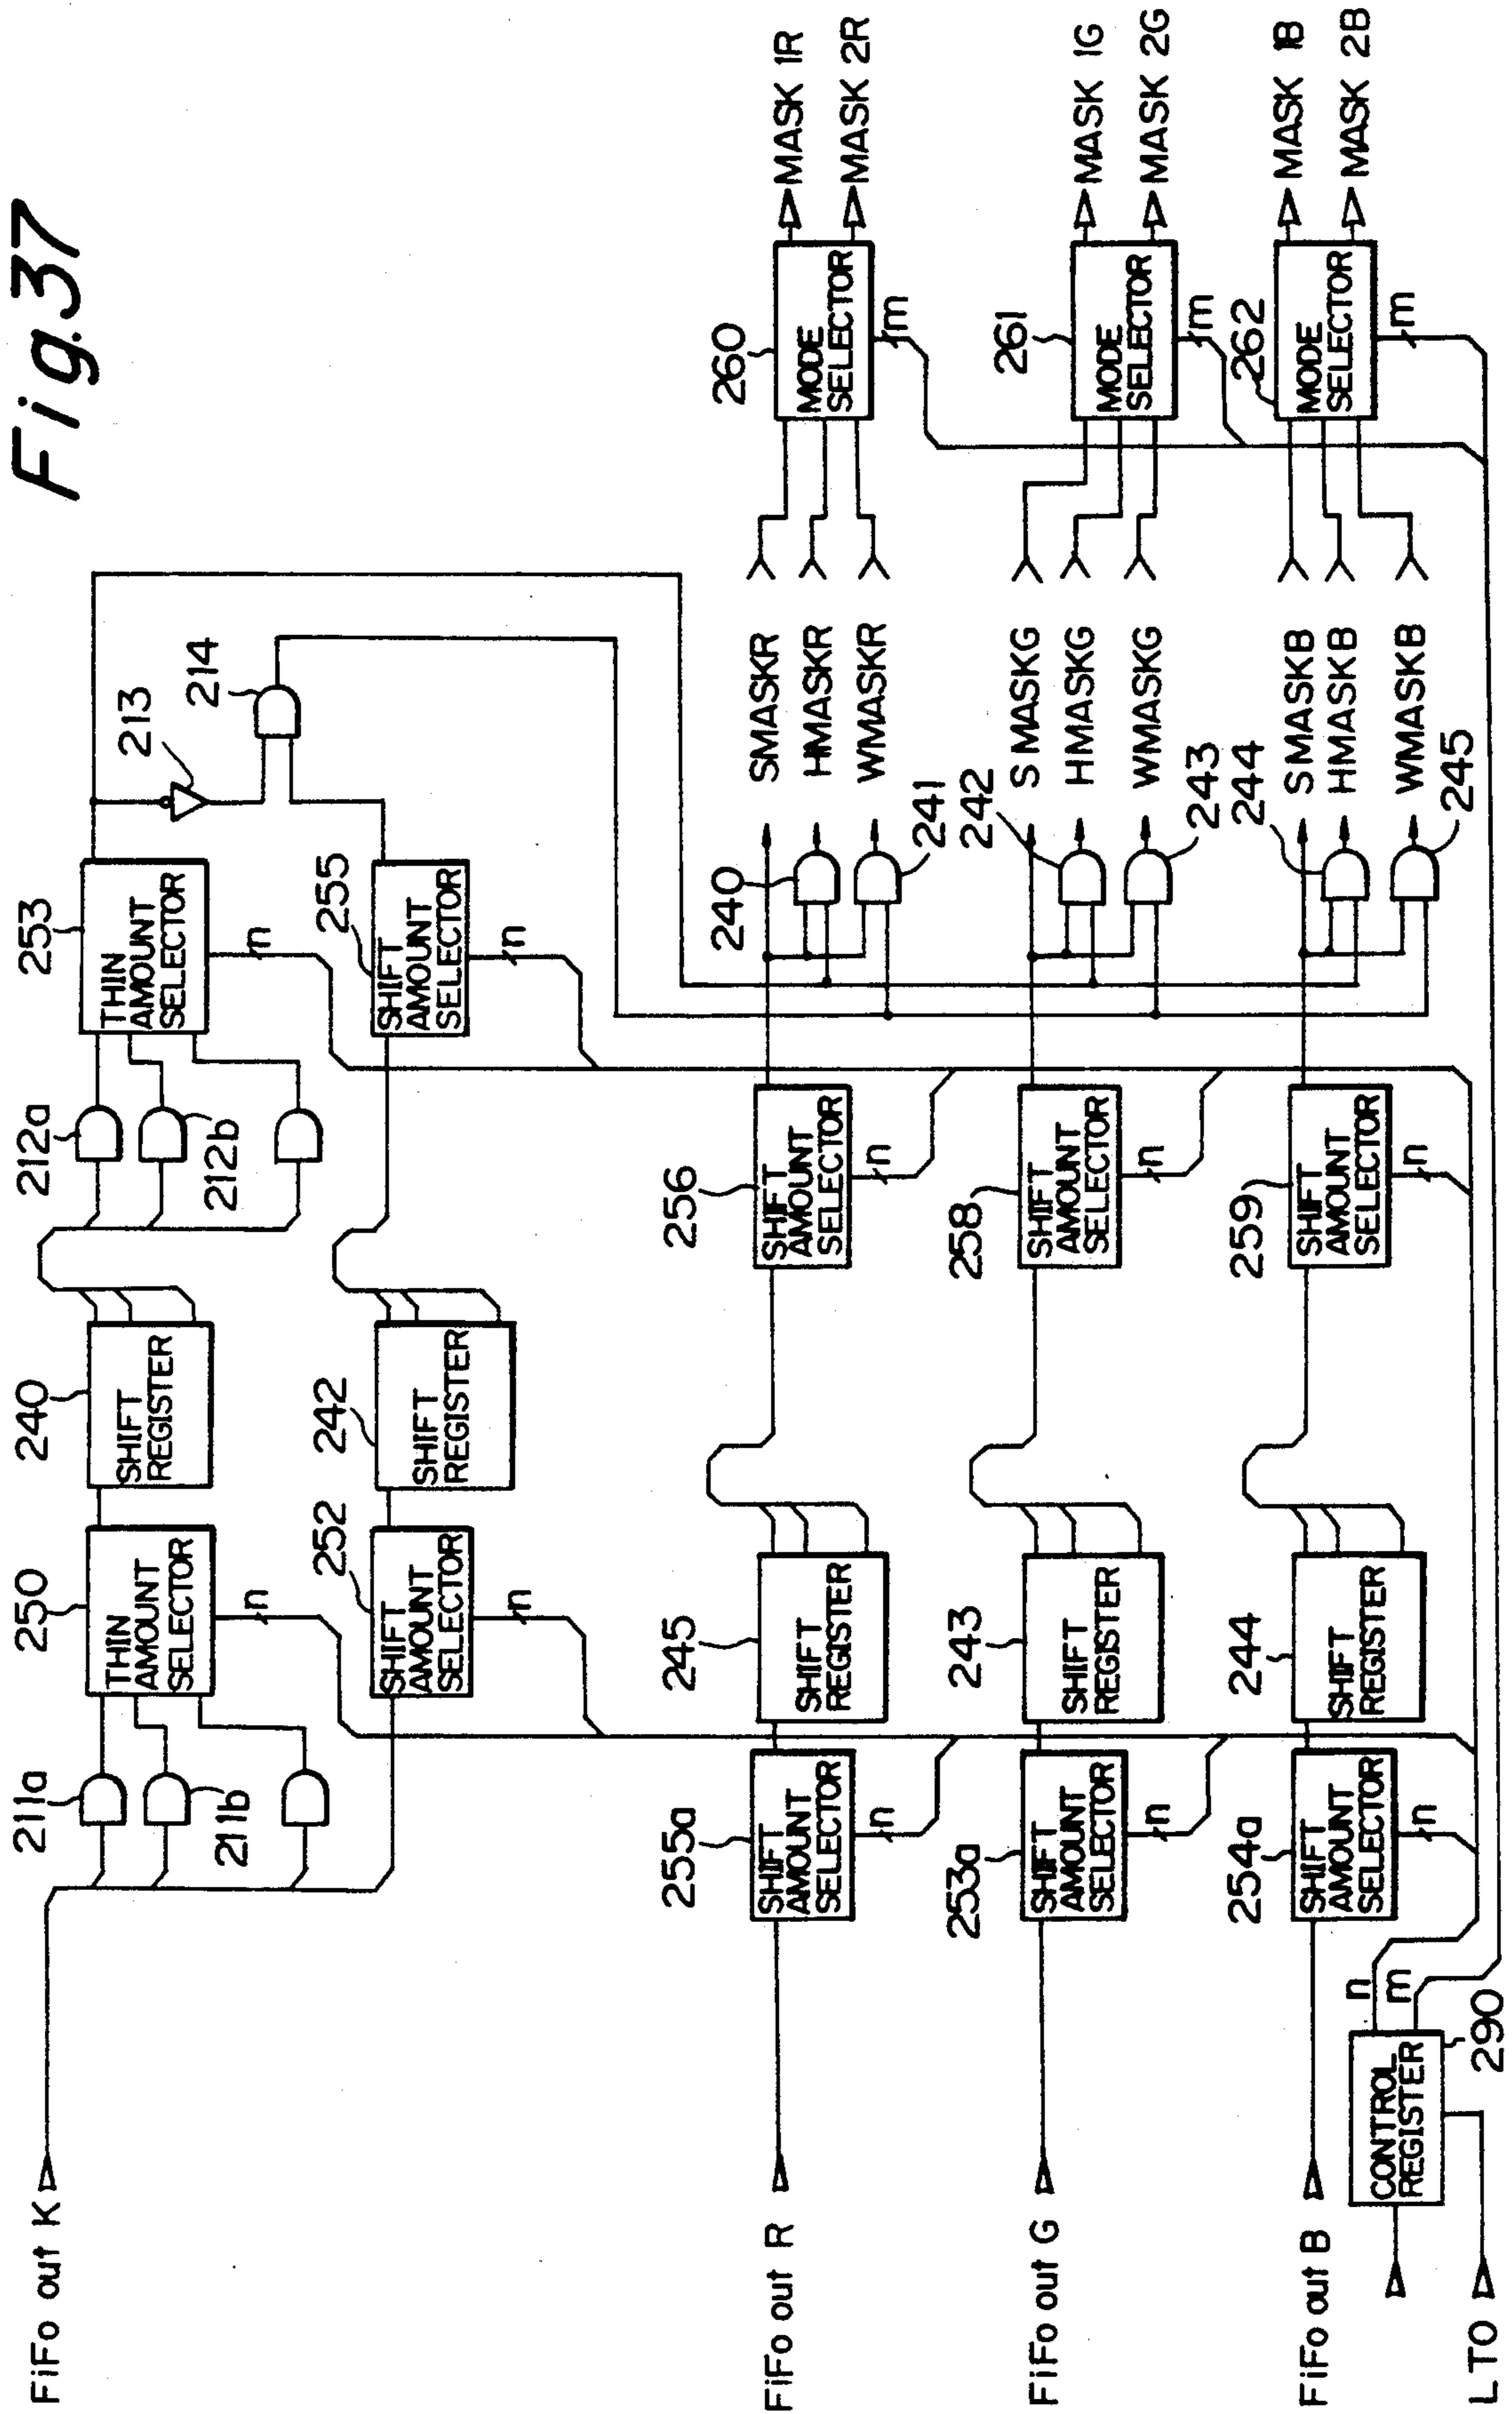 Fig.37
FiFo out K
211a
211b
250
THIN
AMOUNT
SELECTOR
n
240
SHIFT
REGISTER
212a
212b
253
THIN
AMOUNT
SELECTOR
n
213
214
252
SHIFT
AMOUNT
SELECTOR
n
242
SHIFT
REGISTER
255
SHIFT
AMOUNT
SELECTOR
n
FiFo out R
255a
SHIFT
AMOUNT
SELECTOR
n
245
SHIFT
REGISTER
256
SHIFT
AMOUNT
SELECTOR
n
240
241
SMASKR
HMASKR
WMASKR
260
MODE
SELECTOR
m
MASK 1R
MASK 2R
FiFo out G
253a
SHIFT
AMOUNT
SELECTOR
n
243
SHIFT
REGISTER
258
SHIFT
AMOUNT
SELECTOR
n
242
243
SMASKG
HMASKG
WMASKG
261
MODE
SELECTOR
m
MASK 1G
MASK 2G
FiFo out B
254a
SHIFT
AMOUNT
SELECTOR
n
244
SHIFT
REGISTER
259
SHIFT
AMOUNT
SELECTOR
n
244
245
SMASKB
HMASKB
WMASKB
262
MODE
SELECTOR
m
MASK 1B
MASK 2B
CONTROL
REGISTER
n
m
290
LTO